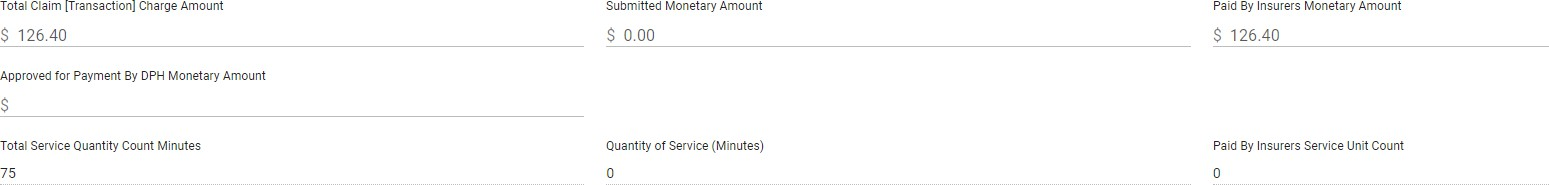 Total Claim [Transaction] Charge Amount
Submitted Monetary Amount
Paid By Insurers Monetary Amount
$ 126.40
$ 0.00
$ 126.40
Approved for Payment By DPH Monetary Amount
$
Total Service Quantity Count Minutes
Quantity of Service (Minutes)
Paid By Insurers Service Unit Count
75
0
0